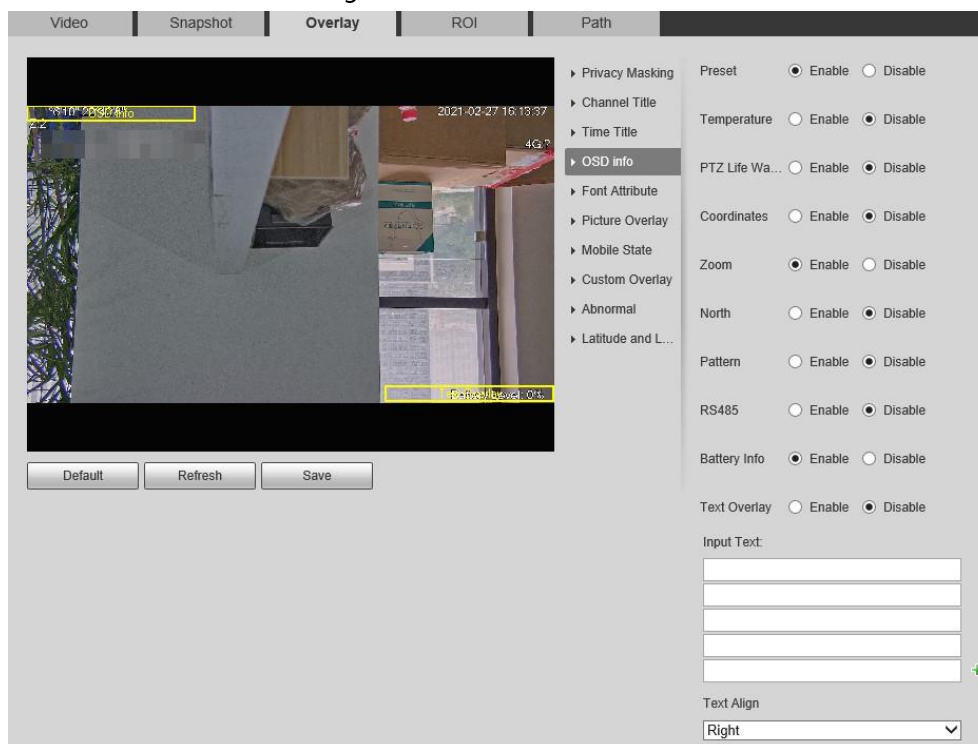 Video Snapshot Overlay ROI Path
2021-02-27 16:13:37
4G ?
Privacy Masking
Channel Title
Time Title
OSD info
Font Attribute
Picture Overlay
Mobile State
Custom Overlay
Abnormal
Latitude and L...
Preset Enable Disable
Temperature Enable Disable
PTZ Life Wa... Enable Disable
Coordinates Enable Disable
Zoom Enable Disable
North Enable Disable
Pattern Enable Disable
RS485 Enable Disable
Battery Info Enable Disable
Text Overlay Enable Disable
Input Text:
Text Align
Right
Default Refresh Save